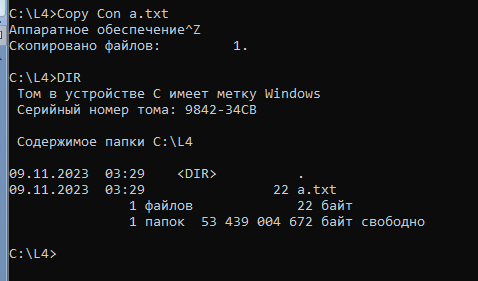 C:\L4>Copy Con a.txt
Аппаратное обеспечение^Z
Скопировано файлов:         1.
C:\L4>DIR
Том в устройстве C имеет метку Windows
Серийный номер тома: 9842-34CB
Содержимое папки C:\L4
09.11.2023  03:29    <DIR>          .
09.11.2023  03:29                22 a.txt
1 файлов             22 байт
1 папок  53 439 004 672 байт свободно
C:\L4>